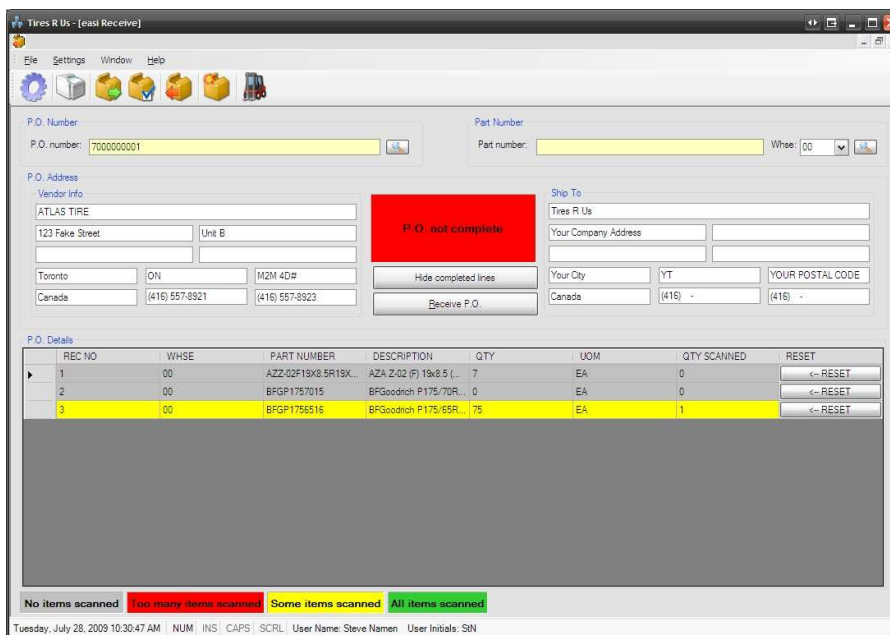 Tires R Us - [easi Receive]
File Settings Window Help
P.O. Number
P.O. number: 7000000001
Part Number
Part number: Whse: 00
P.O. Address
Vendor Info
ATLAS TIRE
123 Fake Street Unit B
Toronto ON M2M 4D#
Canada (416) 557-8921 (416) 557-8923
P.O. not complete
Hide completed lines
Receive P.O.
Ship To
Tires R Us
Your Company Address
Your City YT YOUR POSTAL CODE
Canada (416) - (416) -
P.O. Details
REC NO WHSE PART NUMBER DESCRIPTION QTY UOM QTY SCANNED RESET
1 00 AZZ-02F19X8.5R19X... AZA Z-02 (F) 19x8.5 (... 7 EA 0 <-- RESET
2 00 BFGP1757015 BFGoodrich P175/70R... 0 EA 0 <-- RESET
3 00 BFGP1756516 BFGoodrich P175/65R... 75 EA 1 <-- RESET
No items scanned Too many items scanned Some items scanned All items scanned
Tuesday, July 28, 2009 10:30:47 AM NUM INS CAPS SCRL User Name: Steve Namen User Initials: StN